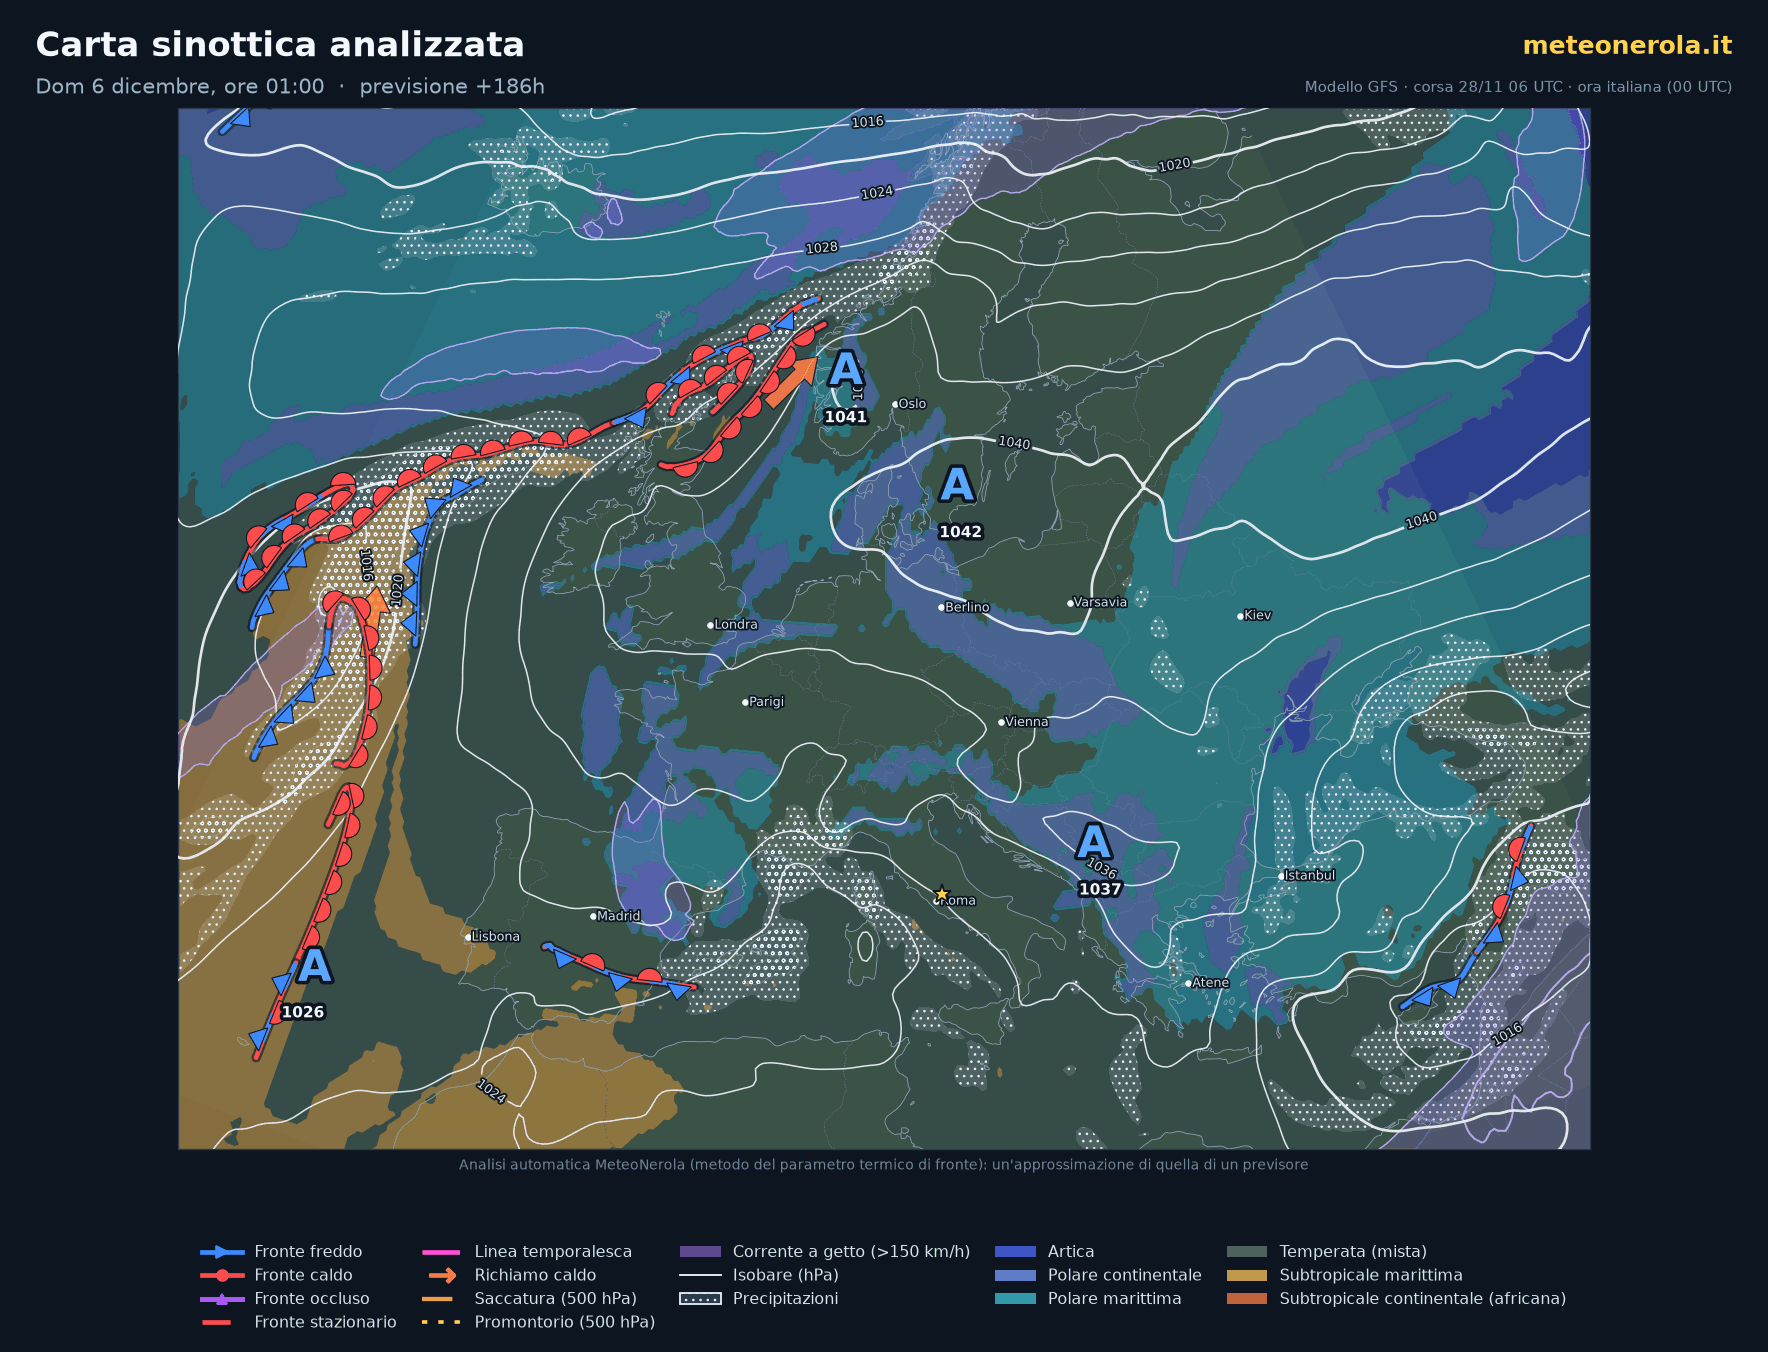 Carta sinottica analizzata
meteonerola.it
Dom 6 dicembre, ore 01:00 · previsione +186h
Modello GFS · corsa 28/11 06 UTC · ora italiana (00 UTC)
1016
1020
1024
1028
A
1041
Oslo
1040
A
1042
1040
1016
1020
Berlino
Varsavia
Kiev
Londra
Parigi
Vienna
A
1036
1037
Istanbul
Roma
Madrid
Lisbona
A
1026
Atene
1016
1024
Analisi automatica MeteoNerola (metodo del parametro termico di fronte): un'approssimazione di quella di un previsore
Fronte freddo
Fronte caldo
Fronte occluso
Fronte stazionario
Linea temporalesca
Richiamo caldo
Saccatura (500 hPa)
Promontorio (500 hPa)
Corrente a getto (>150 km/h)
Isobare (hPa)
Precipitazioni
Artica
Polare continentale
Polare marittima
Temperata (mista)
Subtropicale marittima
Subtropicale continentale (africana)